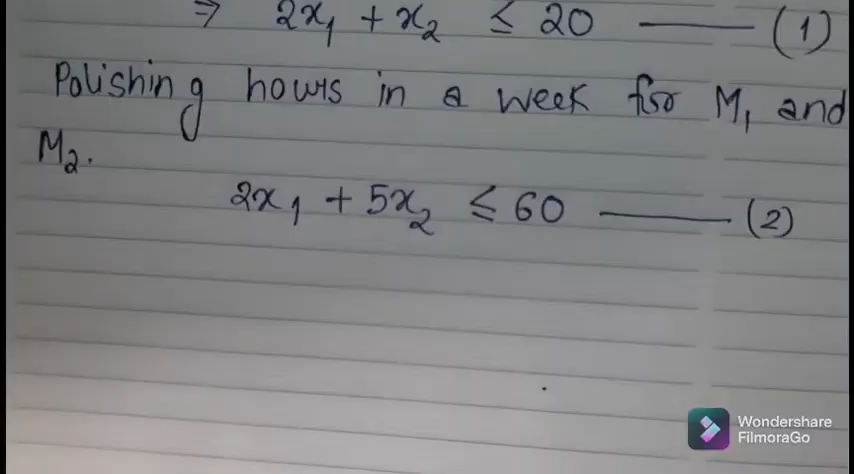 ⇒ 2x₁ + x₂ ≤ 20 —— (1)
Polishing hours in a week for M₁ and
M₂.
2x₁ + 5x₂ ≤ 60 —— (2)
Wondershare
FilmoraGo